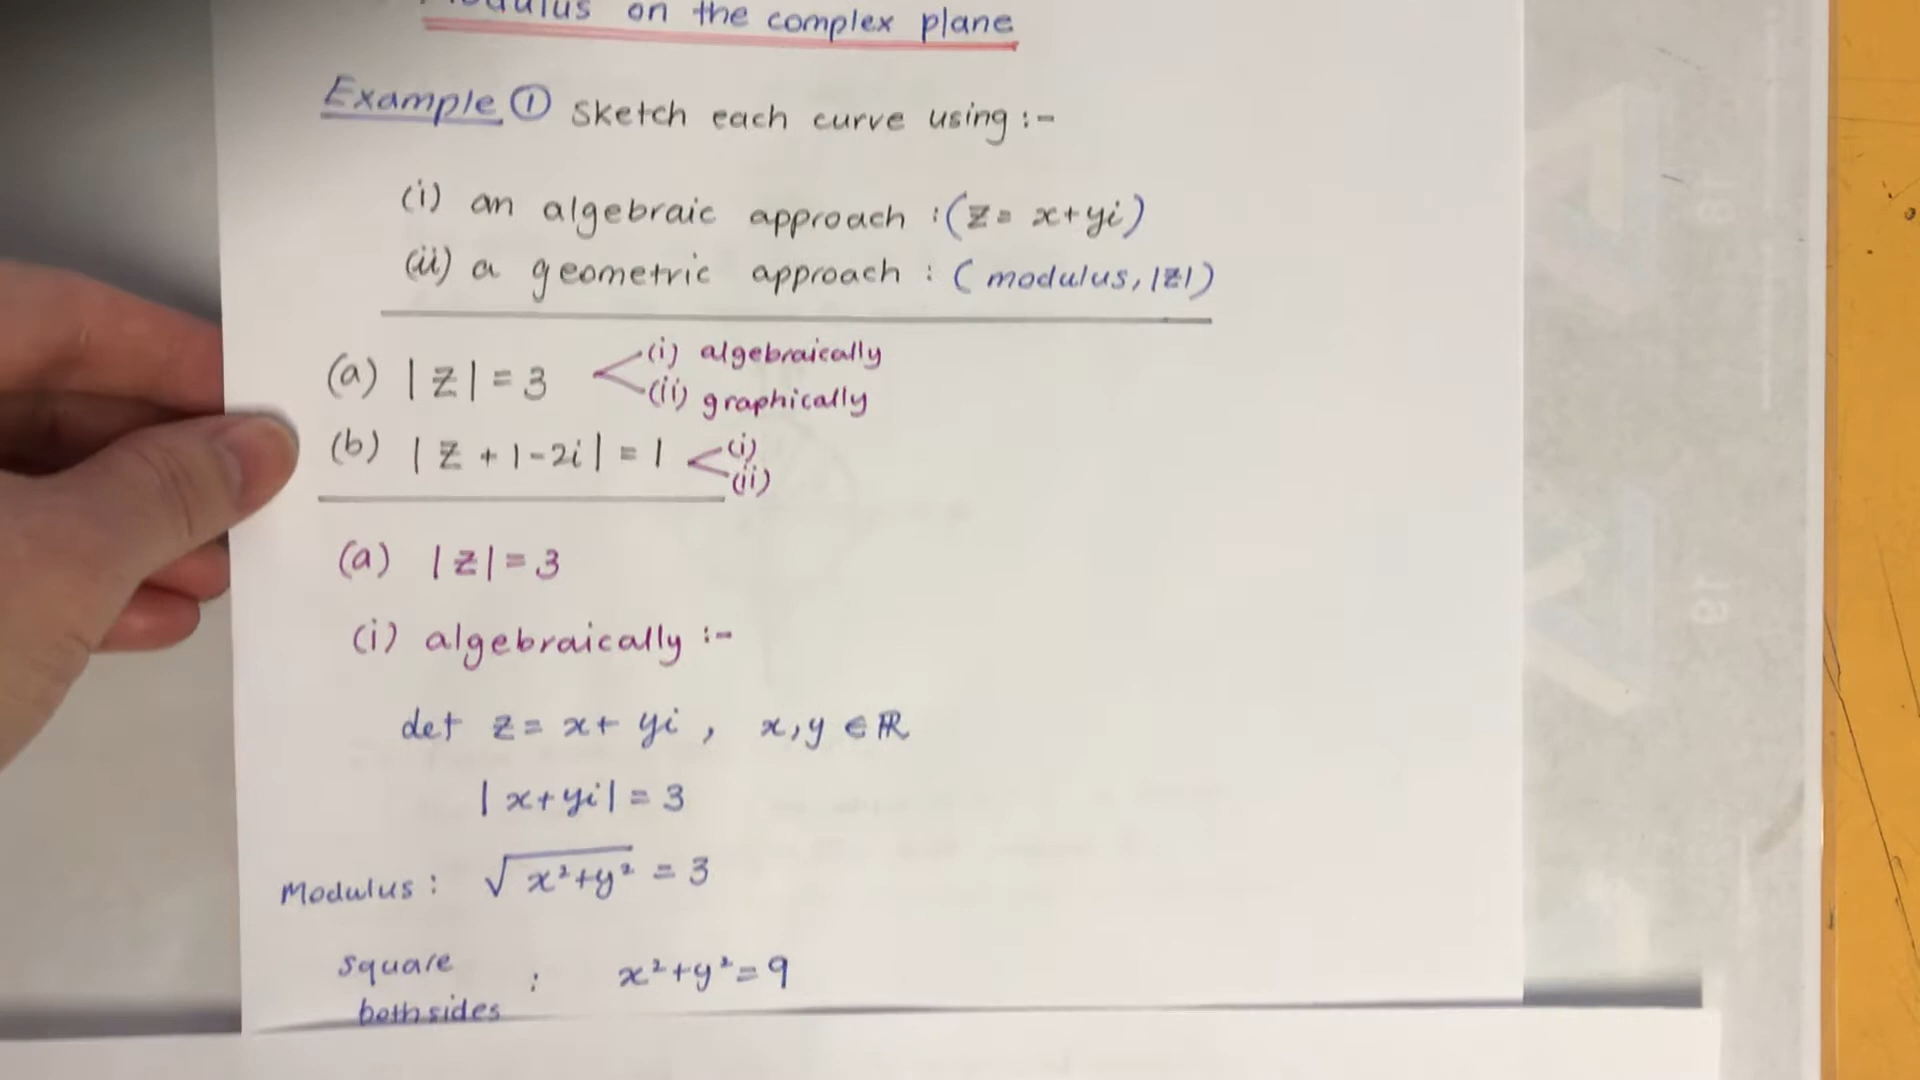 Modulus on the complex plane
Example ① Sketch each curve using :-
(i) an algebraic approach : (z = x+yi)
(ii) a geometric approach : (modulus, |z|)
(a) |z| = 3 (i) algebraically
(ii) graphically
(b) |z + 1-2i| = 1 (i)
(ii)
(a) |z| = 3
(i) algebraically :-
det z = x+ yi , x,y ∈ ℝ
|x+yi| = 3
Modulus : √x²+y² = 3
square
both sides : x²+y² = 9